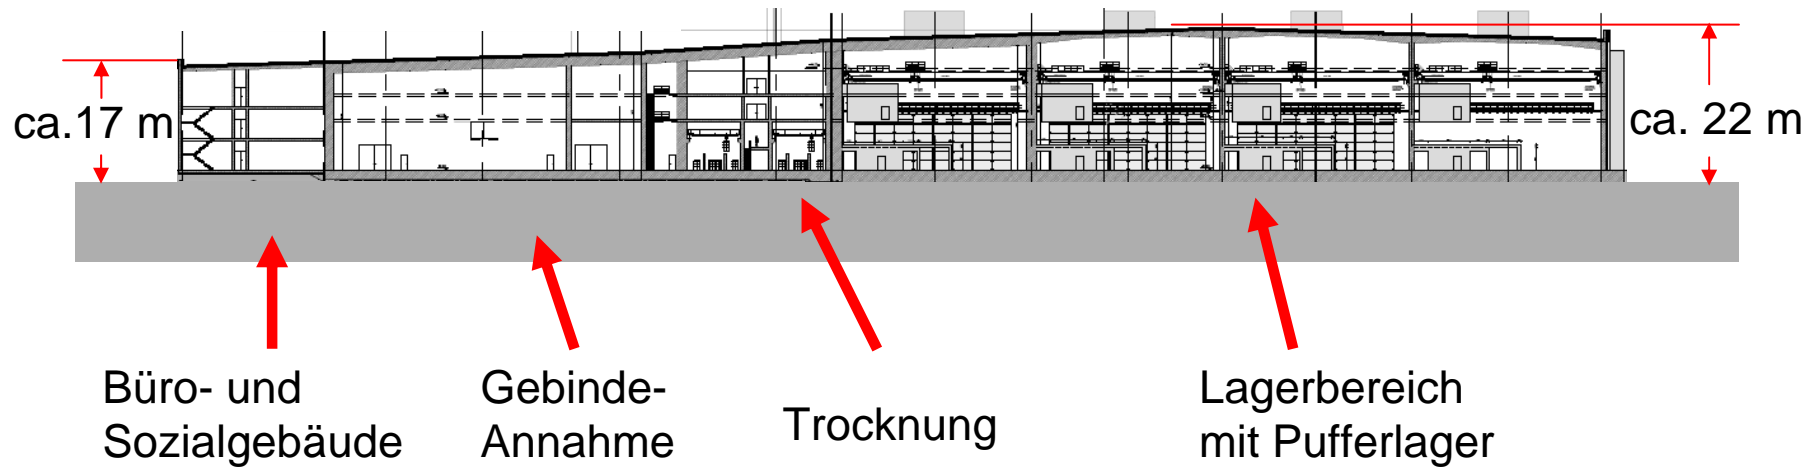 ca.17 m
ca. 22 m
Büro- und
Sozialgebäude
Gebinde-
Annahme
Trocknung
Lagerbereich
mit Pufferlager